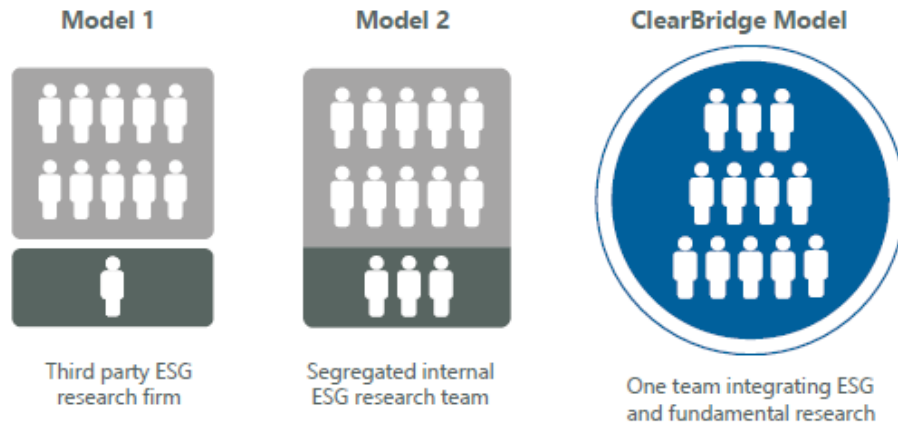 Model 1
Model 2
ClearBridge Model
Third party ESG
research firm
Segregated internal
ESG research team
One team integrating ESG
and fundamental research